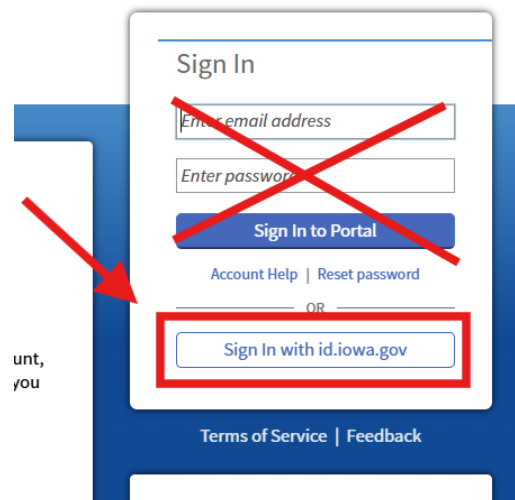 Sign In
Enter email address
Enter password
Sign In to Portal
Account Help | Reset password
OR
Sign In with id.iowa.gov
unt,
you
Terms of Service | Feedback